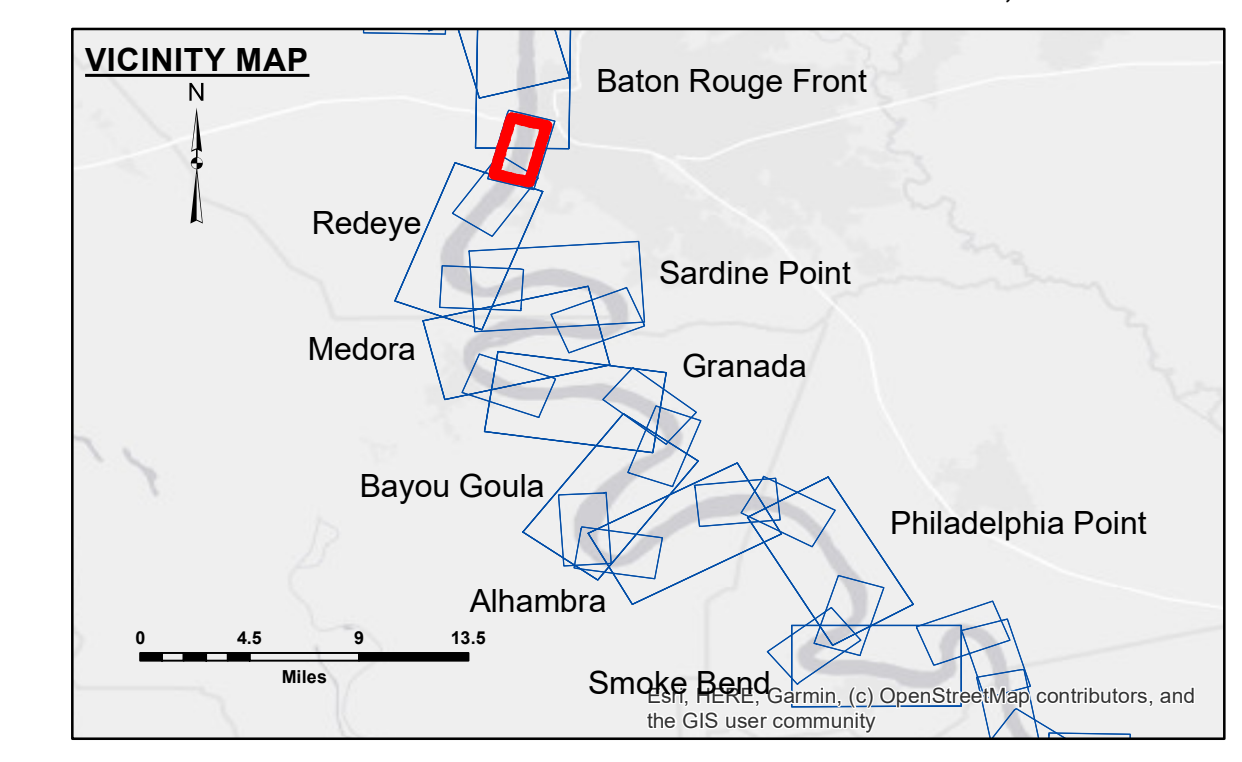 VICINITY MAP
N
Baton Rouge Front
Redeye
Sardine Point
Medora
Granada
Bayou Goula
Philadelphia Point
Alhambra
0 4.5 9 13.5
Miles
Smoke Bend
Esri, HERE, Garmin, (c) OpenStreetMap contributors, and
the GIS user community